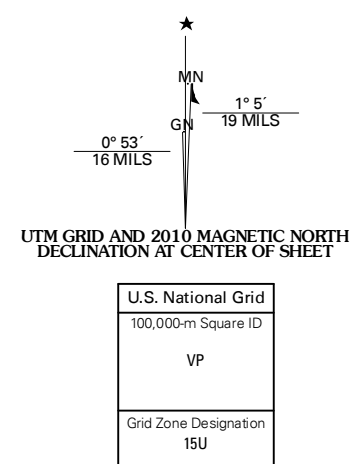 MN
1° 5´
19 MILS
GN
0° 53´
16 MILS
UTM GRID AND 2010 MAGNETIC NORTH
DECLINATION AT CENTER OF SHEET
U.S. National Grid
100,000-m Square ID
VP
Grid Zone Designation
15U